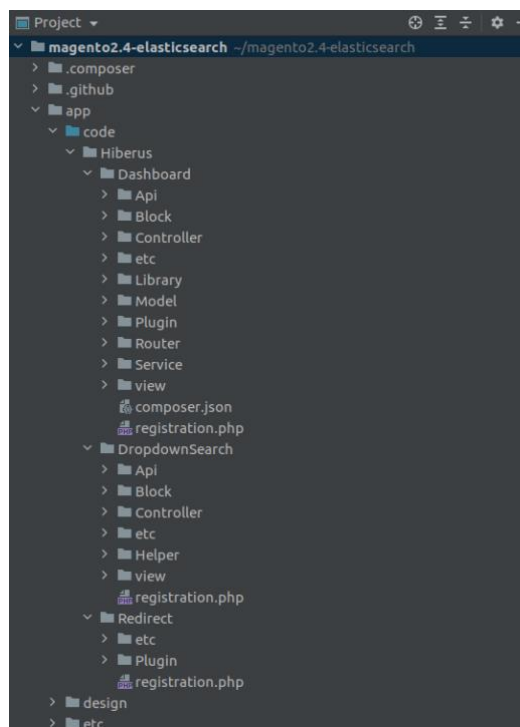 Project
magento2.4-elasticsearch ~/magento2.4-elasticsearch
.composer
.github
app
code
Hiberus
Dashboard
Api
Block
Controller
etc
Library
Model
Plugin
Router
Service
view
composer.json
registration.php
DropdownSearch
Api
Block
Controller
etc
Helper
view
registration.php
Redirect
etc
Plugin
registration.php
design
etc